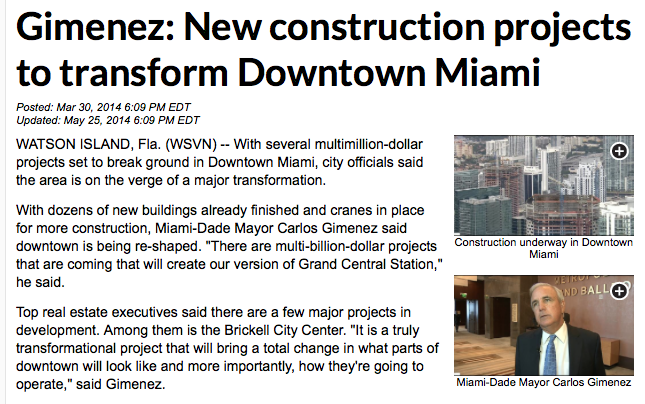 Gimenez: New construction projects
to transform Downtown Miami
Posted: Mar 30, 2014 6:09 PM EDT
Updated: May 25, 2014 6:09 PM EDT
WATSON ISLAND, Fla. (WSVN) -- With several multimillion-dollar
projects set to break ground in Downtown Miami, city officials said
the area is on the verge of a major transformation.
With dozens of new buildings already finished and cranes in place
for more construction, Miami-Dade Mayor Carlos Gimenez said
downtown is being re-shaped. "There are multi-billion-dollar projects
that are coming that will create our version of Grand Central Station,"
he said.
Top real estate executives said there are a few major projects in
development. Among them is the Brickell City Center. "It is a truly
transformational project that will bring a total change in what parts of
downtown will look like and more importantly, how they're going to
operate," said Gimenez.
Construction underway in Downtown
Miami
AND BALL
Miami-Dade Mayor Carlos Gimenez